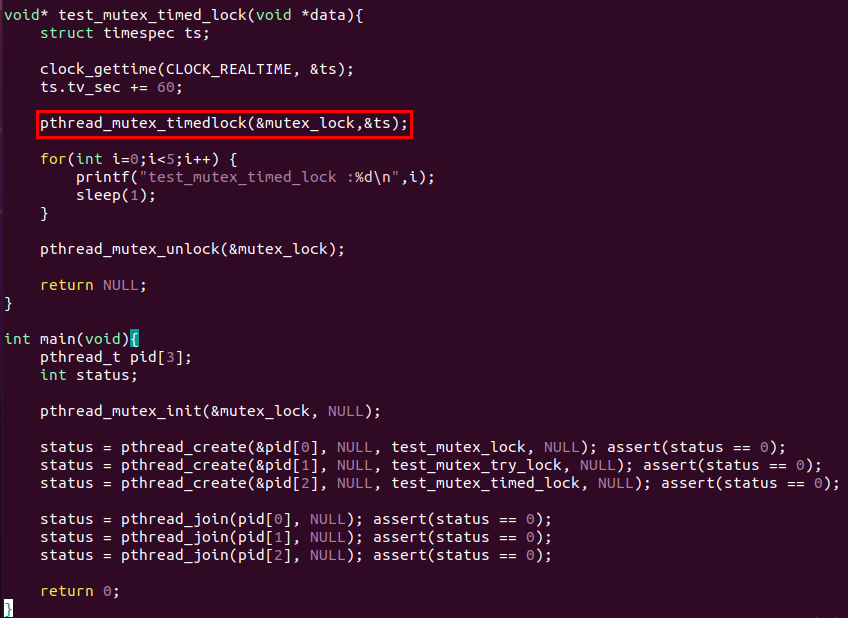 void* test_mutex_timed_lock(void *data){
    struct timespec ts;
    clock_gettime(CLOCK_REALTIME, &ts);
    ts.tv_sec += 60;
    pthread_mutex_timedlock(&mutex_lock,&ts);
    for(int i=0;i<5;i++) {
        printf("test_mutex_timed_lock :%d\n",i);
        sleep(1);
    }
    pthread_mutex_unlock(&mutex_lock);
    return NULL;
}
int main(void){
    pthread_t pid[3];
    int status;
    pthread_mutex_init(&mutex_lock, NULL);
    status = pthread_create(&pid[0], NULL, test_mutex_lock, NULL); assert(status == 0);
    status = pthread_create(&pid[1], NULL, test_mutex_try_lock, NULL); assert(status == 0);
    status = pthread_create(&pid[2], NULL, test_mutex_timed_lock, NULL); assert(status == 0);
    status = pthread_join(pid[0], NULL); assert(status == 0);
    status = pthread_join(pid[1], NULL); assert(status == 0);
    status = pthread_join(pid[2], NULL); assert(status == 0);
    return 0;
}